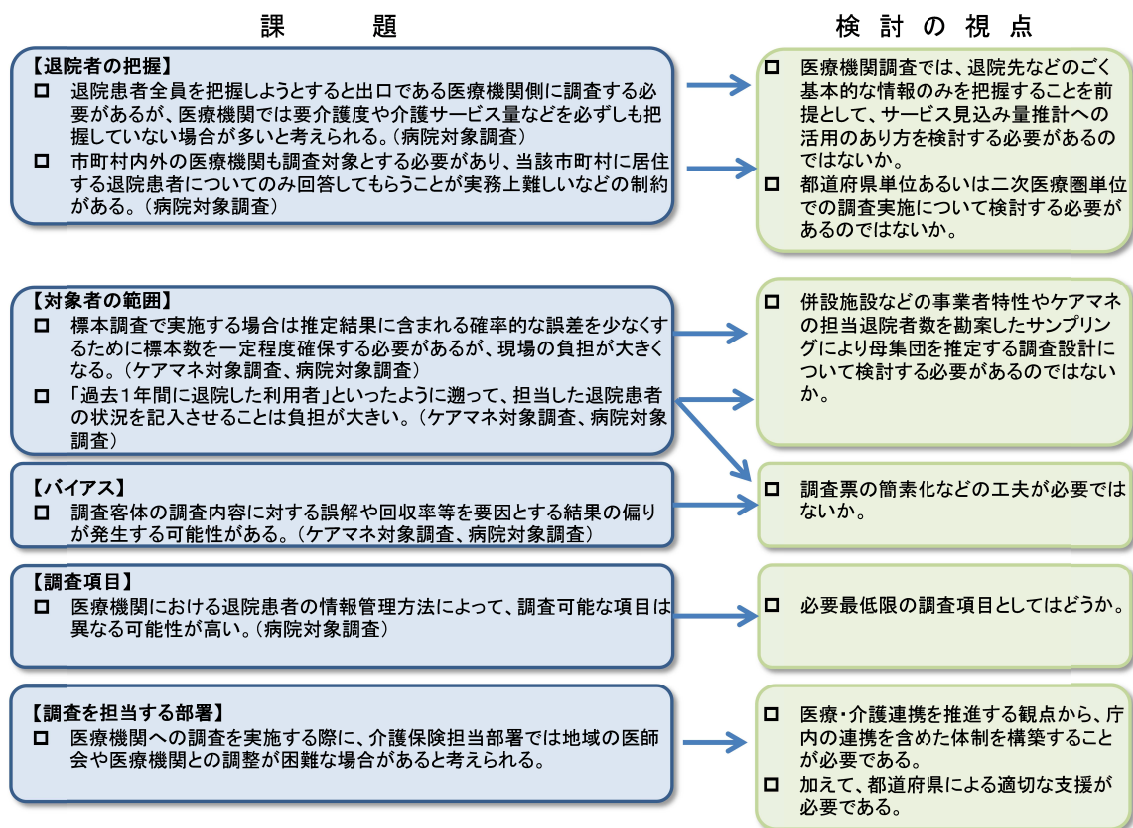 課題
検討の視点
【退院者の把握】
□ 退院患者全員を把握しようとすると出口である医療機関側に調査する必
要があるが、医療機関では要介護度や介護サービス量などを必ずしも把
握していない場合が多いと考えられる。（病院対象調査）
□ 市町村内外の医療機関も調査対象とする必要があり、当該市町村に居住
する退院患者についてのみ回答してもらうことが実務上難しいなどの制約
がある。（病院対象調査）
□ 医療機関調査では、退院先などのごく
基本的な情報のみを把握することを前
提として、サービス見込み量推計への
活用のあり方を検討する必要があるの
ではないか。
□ 都道府県単位あるいは二次医療圏単位
での調査実施について検討する必要が
あるのではないか。
【対象者の範囲】
□ 標本調査で実施する場合は推定結果に含まれる確率的な誤差を少なくす
るために標本数を一定程度確保する必要があるが、現場の負担が大きく
なる。（ケアマネ対象調査、病院対象調査）
□ 「過去１年間に退院した利用者」といったように遡って、担当した退院患者
の状況を記入させることは負担が大きい。（ケアマネ対象調査、病院対象
調査）
□ 併設施設などの事業者特性やケアマネ
の担当退院者数を勘案したサンプリン
グにより母集団を推定する調査設計に
ついて検討する必要があるのではない
か。
【バイアス】
□ 調査客体の調査内容に対する誤解や回収率等を要因とする結果の偏り
が発生する可能性がある。（ケアマネ対象調査、病院対象調査）
□ 調査票の簡素化などの工夫が必要では
ないか。
【調査項目】
□ 医療機関における退院患者の情報管理方法によって、調査可能な項目は
異なる可能性が高い。（病院対象調査）
□ 必要最低限の調査項目としてはどうか。
【調査を担当する部署】
□ 医療機関への調査を実施する際に、介護保険担当部署では地域の医師
会や医療機関との調整が困難な場合があると考えられる。
□ 医療・介護連携を推進する観点から、庁
内の連携を含めた体制を構築すること
が必要である。
□ 加えて、都道府県による適切な支援が
必要である。